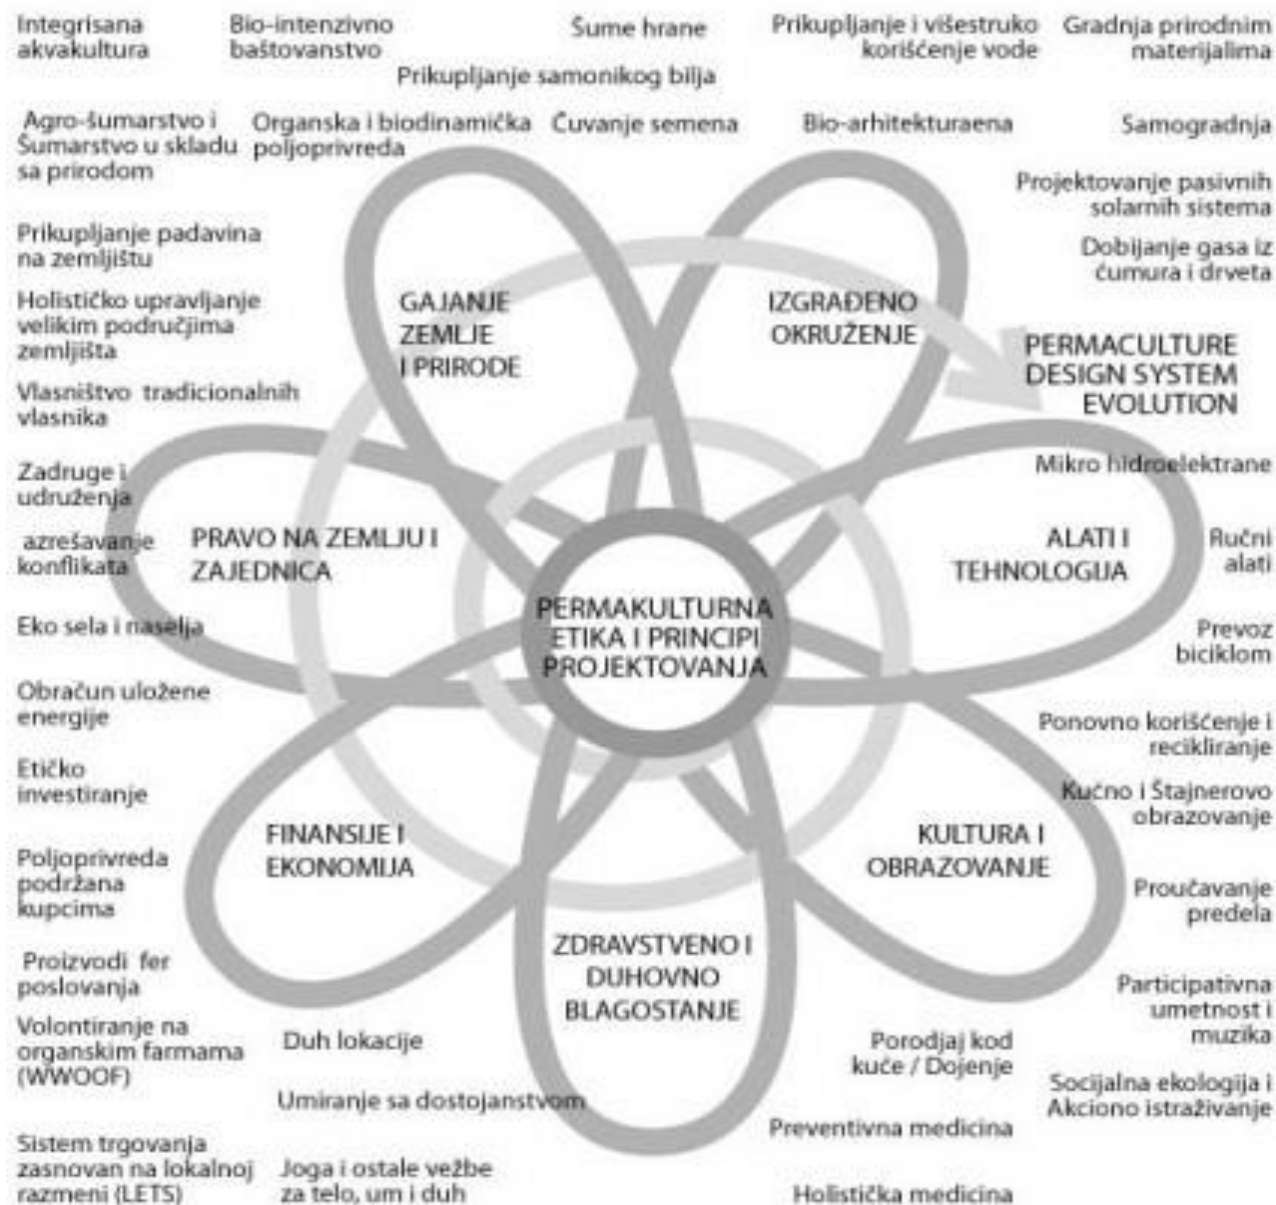 Integrisana
akvakultura
Bio-intenzivno
baštovanstvo
Šume hrane
Prikupljanje i višestruko
korišćenje vode
Gradnja prirodnim
materijalima
Prikupljanje samonikog bilja
Agro-šumarstvo i
Šumarstvo u skladu
sa prirodom
Organska i biodinamička
poljoprivreda
Čuvanje semena
Bio-arhitekturaena
Samogradnja
Projektovanje pasivnih
solarnih sistema
Prikupljanje padavina
na zemljištu
Dobijanje gasa iz
ćumura i drveta
Holističko upravljanje
velikim područjima
zemljišta
GAJANJE
ZEMLJE
I PRIRODE
IZGRAĐENO
OKRUŽENJE
PERMACULTURE
DESIGN SYSTEM
EVOLUTION
Vlasništvo tradicionalnih
vlasnika
Zadruge i
udruženja
Mikro hidroelektrane
azrešavanje
konflikata
PRAVO NA ZEMLJU I
ZAJEDNICA
ALATI I
TEHNOLOGIJA
Ručni
alati
PERMAKULTURNA
ETIKA I PRINCIPI
PROJEKTOVANJA
Eko sela i naselja
Prevoz
biciklom
Obračun uložene
energije
Ponovno korišćenje i
recikliranje
Etičko
investiranje
Kućno i Štajnerovo
obrazovanje
FINANSIJE I
EKONOMIJA
KULTURA I
OBRAZOVANJE
Poljoprivreda
podržana
kupcima
Proučavanje
predela
ZDRAVSTVENO I
DUHOVNO
BLAGOSTANJE
Proizvodi fer
poslovanja
Participativna
umetnost i
muzika
Volontiranje na
organskim farmama
(WWOOF)
Duh lokacije
Porodjaj kod
kuće / Dojenje
Umiranje sa dostojanstvom
Socijalna ekologija i
Akciono istraživanje
Preventivna medicina
Sistem trgovanja
zasnovan na lokalnoj
razmeni (LETS)
Joga i ostale vežbe
za telo, um i duh
Holistička medicina